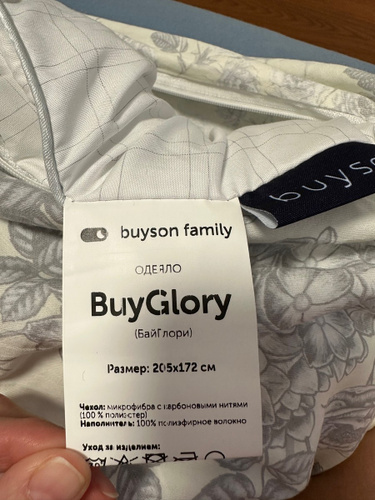 buyso
buyson family
ОДЕЯЛО
BuyGlory
(БайГлори)
Размер: 205x172 см
Чехол: микрофибра с карбоновыми нитями
(100 % полиэстер)
Наполнитель: 100% полиэфирное волокно
Уход за изделием: